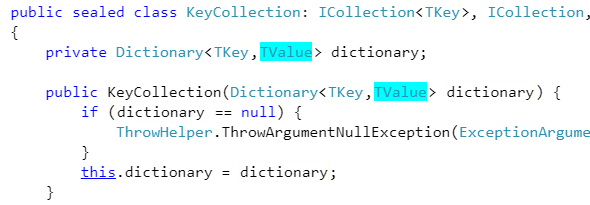 public sealed class KeyCollection: ICollection<TKey>, ICollection,
{
private Dictionary<TKey,TValue> dictionary;
public KeyCollection(Dictionary<TKey,TValue> dictionary) {
if (dictionary == null) {
ThrowHelper.ThrowArgumentNullException(ExceptionArgume
}
this.dictionary = dictionary;
}